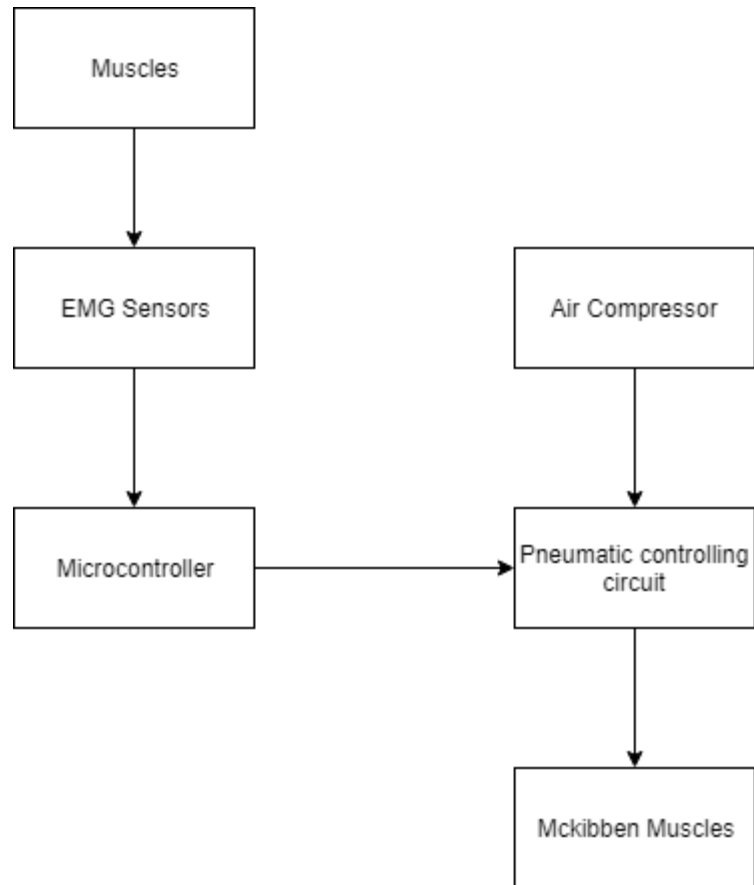 Muscles
EMG Sensors
Air Compressor
Microcontroller
Pneumatic controlling
circuit
Mckibben Muscles